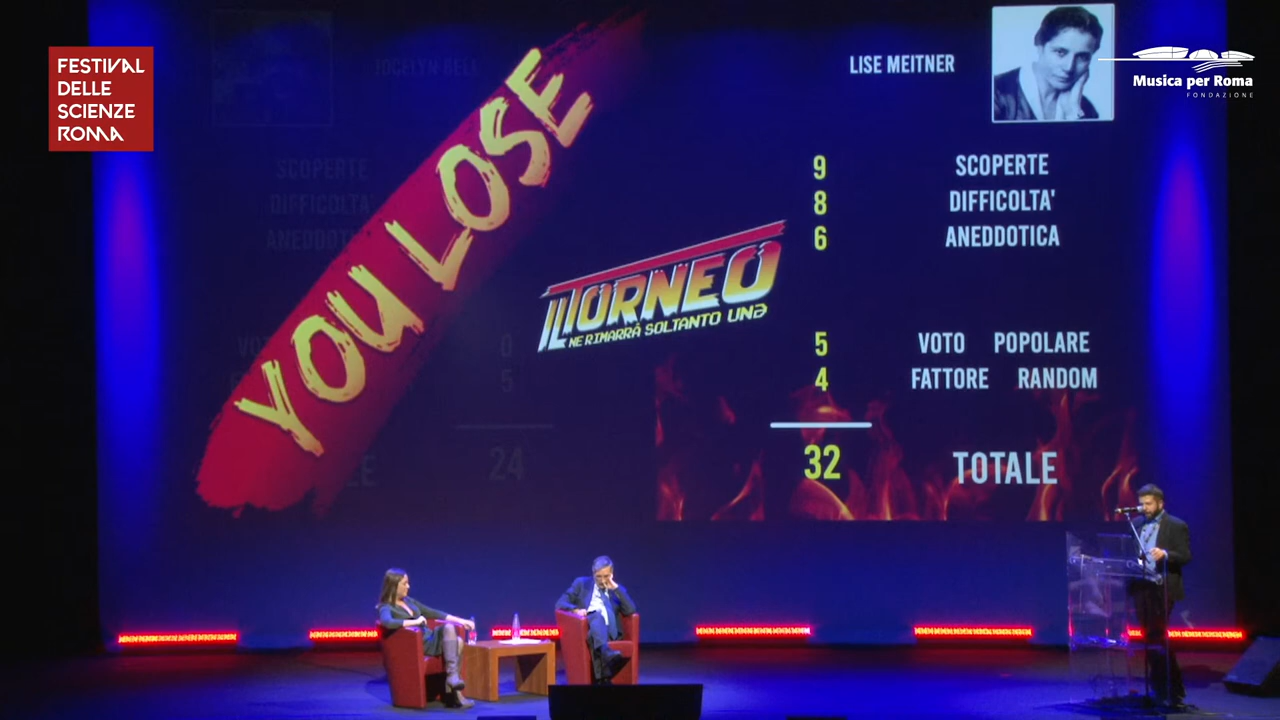 FESTIVAL
DELLE
SCIENZE
ROMA
Musica per Roma
FONDAZIONE
JOCELYN BELL
SCOPERTE
DIFFICOLTA'
ANEDDOTICA
0
5
24
YOU LOSE
IL TORNEO
NE RIMARRÀ SOLTANTO UNƏ
LISE MEITNER
9 SCOPERTE
8 DIFFICOLTA'
6 ANEDDOTICA
5 VOTO POPOLARE
4 FATTORE RANDOM
32 TOTALE